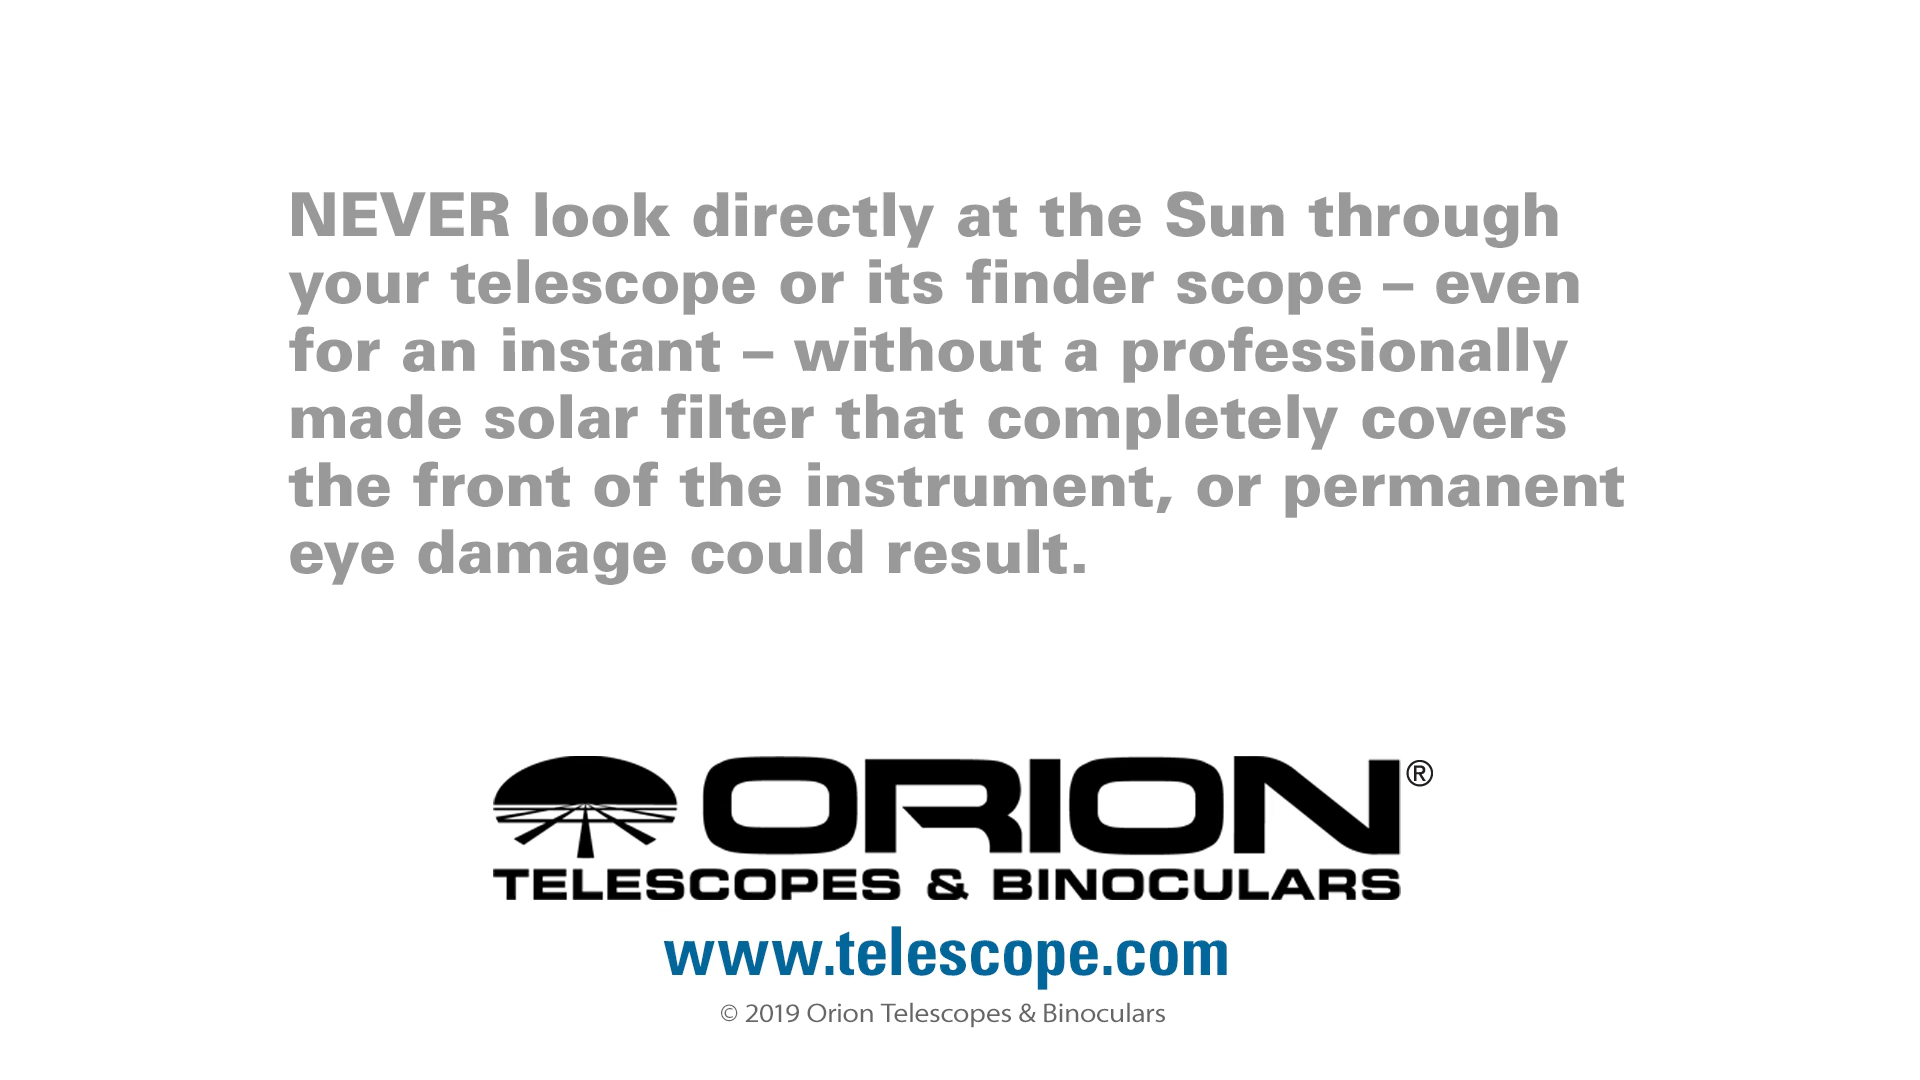 NEVER look directly at the Sun through
your telescope or its finder scope – even
for an instant – without a professionally
made solar filter that completely covers
the front of the instrument, or permanent
eye damage could result.
ORION®
TELESCOPES & BINOCULARS
www.telescope.com
© 2019 Orion Telescopes & Binoculars